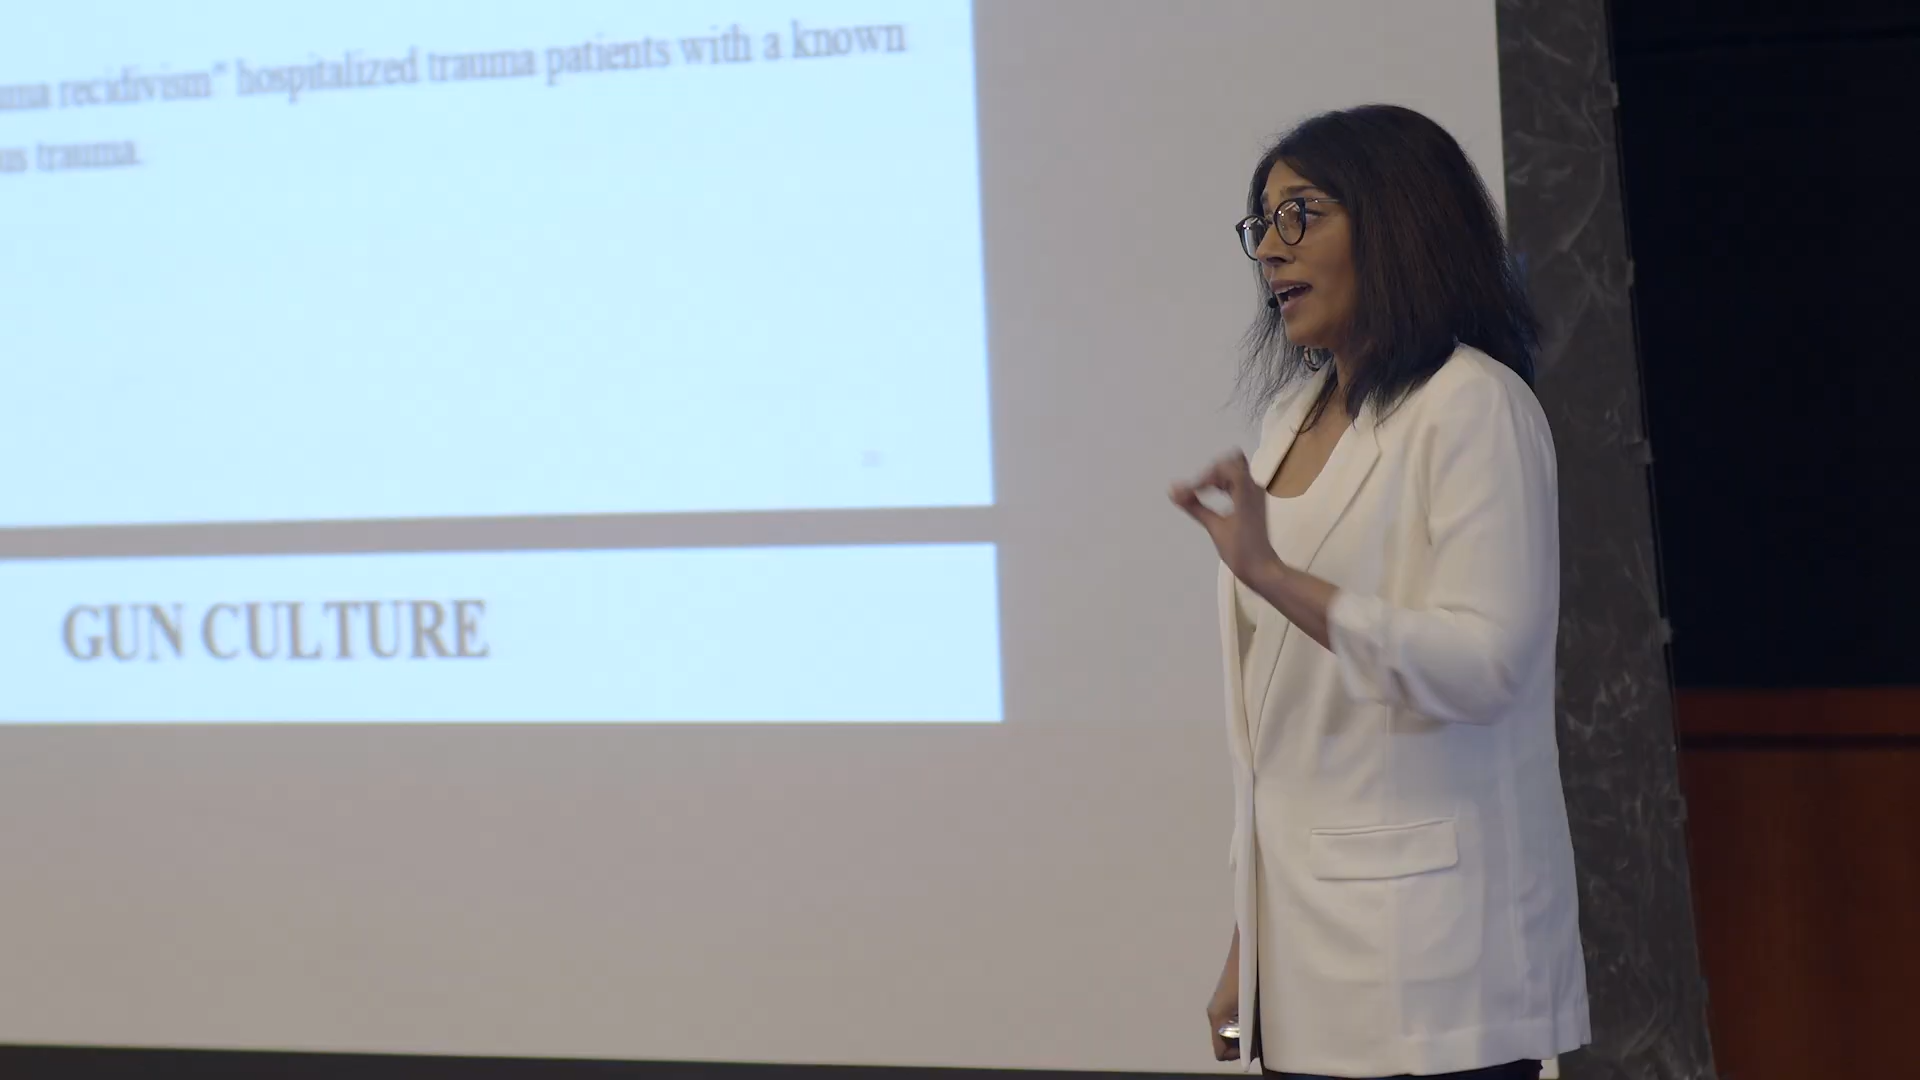 recidivism" hospitalized trauma patients with a known
trauma.
GUN CULTURE